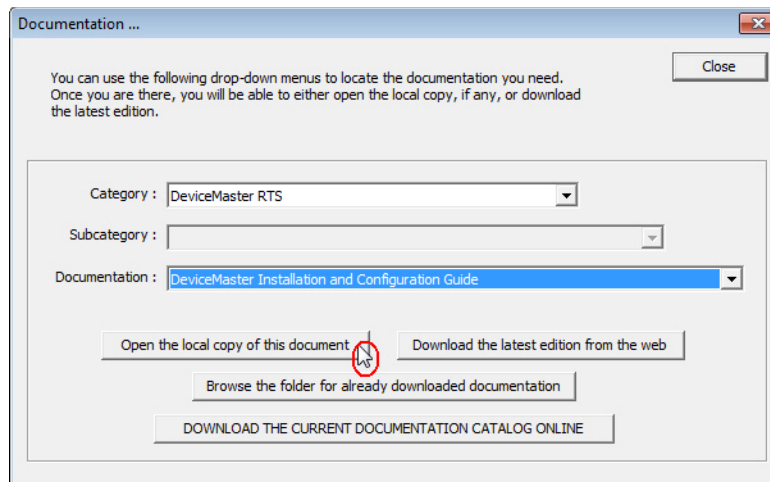 Documentation ...
Close
You can use the following drop-down menus to locate the documentation you need.
Once you are there, you will be able to either open the local copy, if any, or download
the latest edition.
Category : DeviceMaster RTS
Subcategory :
Documentation : DeviceMaster Installation and Configuration Guide
Open the local copy of this document Download the latest edition from the web
Browse the folder for already downloaded documentation
DOWNLOAD THE CURRENT DOCUMENTATION CATALOG ONLINE